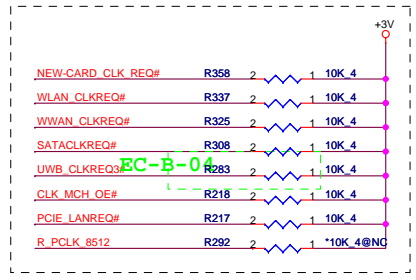 +3V
NEW-CARD_CLK_REQ# R358 2 1 10K_4
WLAN_CLKREQ# R337 2 1 10K_4
WWAN_CLKREQ# R325 2 1 10K_4
SATACLKREQ# R308 2 1 10K_4
EC-B-04
UWB_CLKREQ3# R283 2 1 10K_4
CLK_MCH_OE# R218 2 1 10K_4
PCIE_LANREQ# R217 2 1 10K_4
R_PCLK_8512 R292 2 1 *10K_4@NC